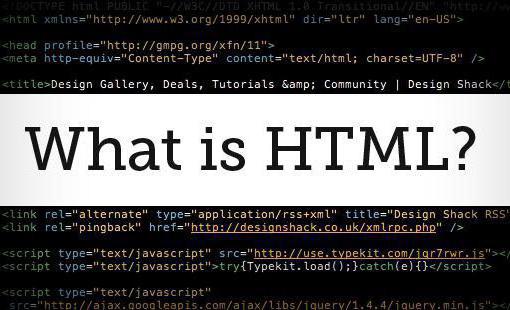 <!DOCTYPE html PUBLIC "-//W3C//DTD XHTML 1.0 Transitional//EN" "http://w
<html xmlns="http://www.w3.org/1999/xhtml" dir="ltr" lang="en-US">
<head profile="http://gmpg.org/xfn/11">
<meta http-equiv="Content-Type" content="text/html; charset=UTF-8" />
<title>Design Gallery, Deals, Tutorials &amp; Community | Design Shack</t
What is HTML?
<link rel="alternate" type="application/rss+xml" title="Design Shack RSS"
<link rel="pingback" href="http://designshack.co.uk/xmlrpc.php" />
<script type="text/javascript" src="http://use.typekit.com/jqr7rwr.js"></
<script type="text/javascript">try{Typekit.load();}catch(e){}</script>
<script type="text/javascript"
src="http://ajax.googleapis.com/ajax/libs/jquery/1.4.4/jquery.min.js"></